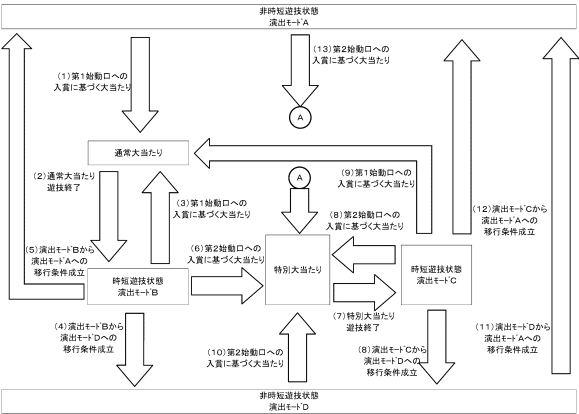 非時短遊技状態
演出モードA
(1)第1始動口への
入賞に基づく大当たり
(13)第2始動口への
入賞に基づく大当たり
A
通常大当たり
(2)通常大当たり
遊技終了
(3)第1始動口への
入賞に基づく大当たり
A
(9)第1始動口への
入賞に基づく大当たり
(8)第2始動口への
入賞に基づく大当たり
(12)演出モードCから
演出モードAへの
移行条件成立
(5)演出モードBから
演出モードAへの
移行条件成立
(6)第2始動口への
入賞に基づく大当たり
時短遊技状態
演出モードB
特別大当たり
時短遊技状態
演出モードC
(7)特別大当たり
遊技終了
(4)演出モードBから
演出モードDへの
移行条件成立
(10)第2始動口への
入賞に基づく大当たり
(8)演出モードCから
演出モードDへの
移行条件成立
(11)演出モードDから
演出モードAへの
移行条件成立
非時短遊技状態
演出モードD